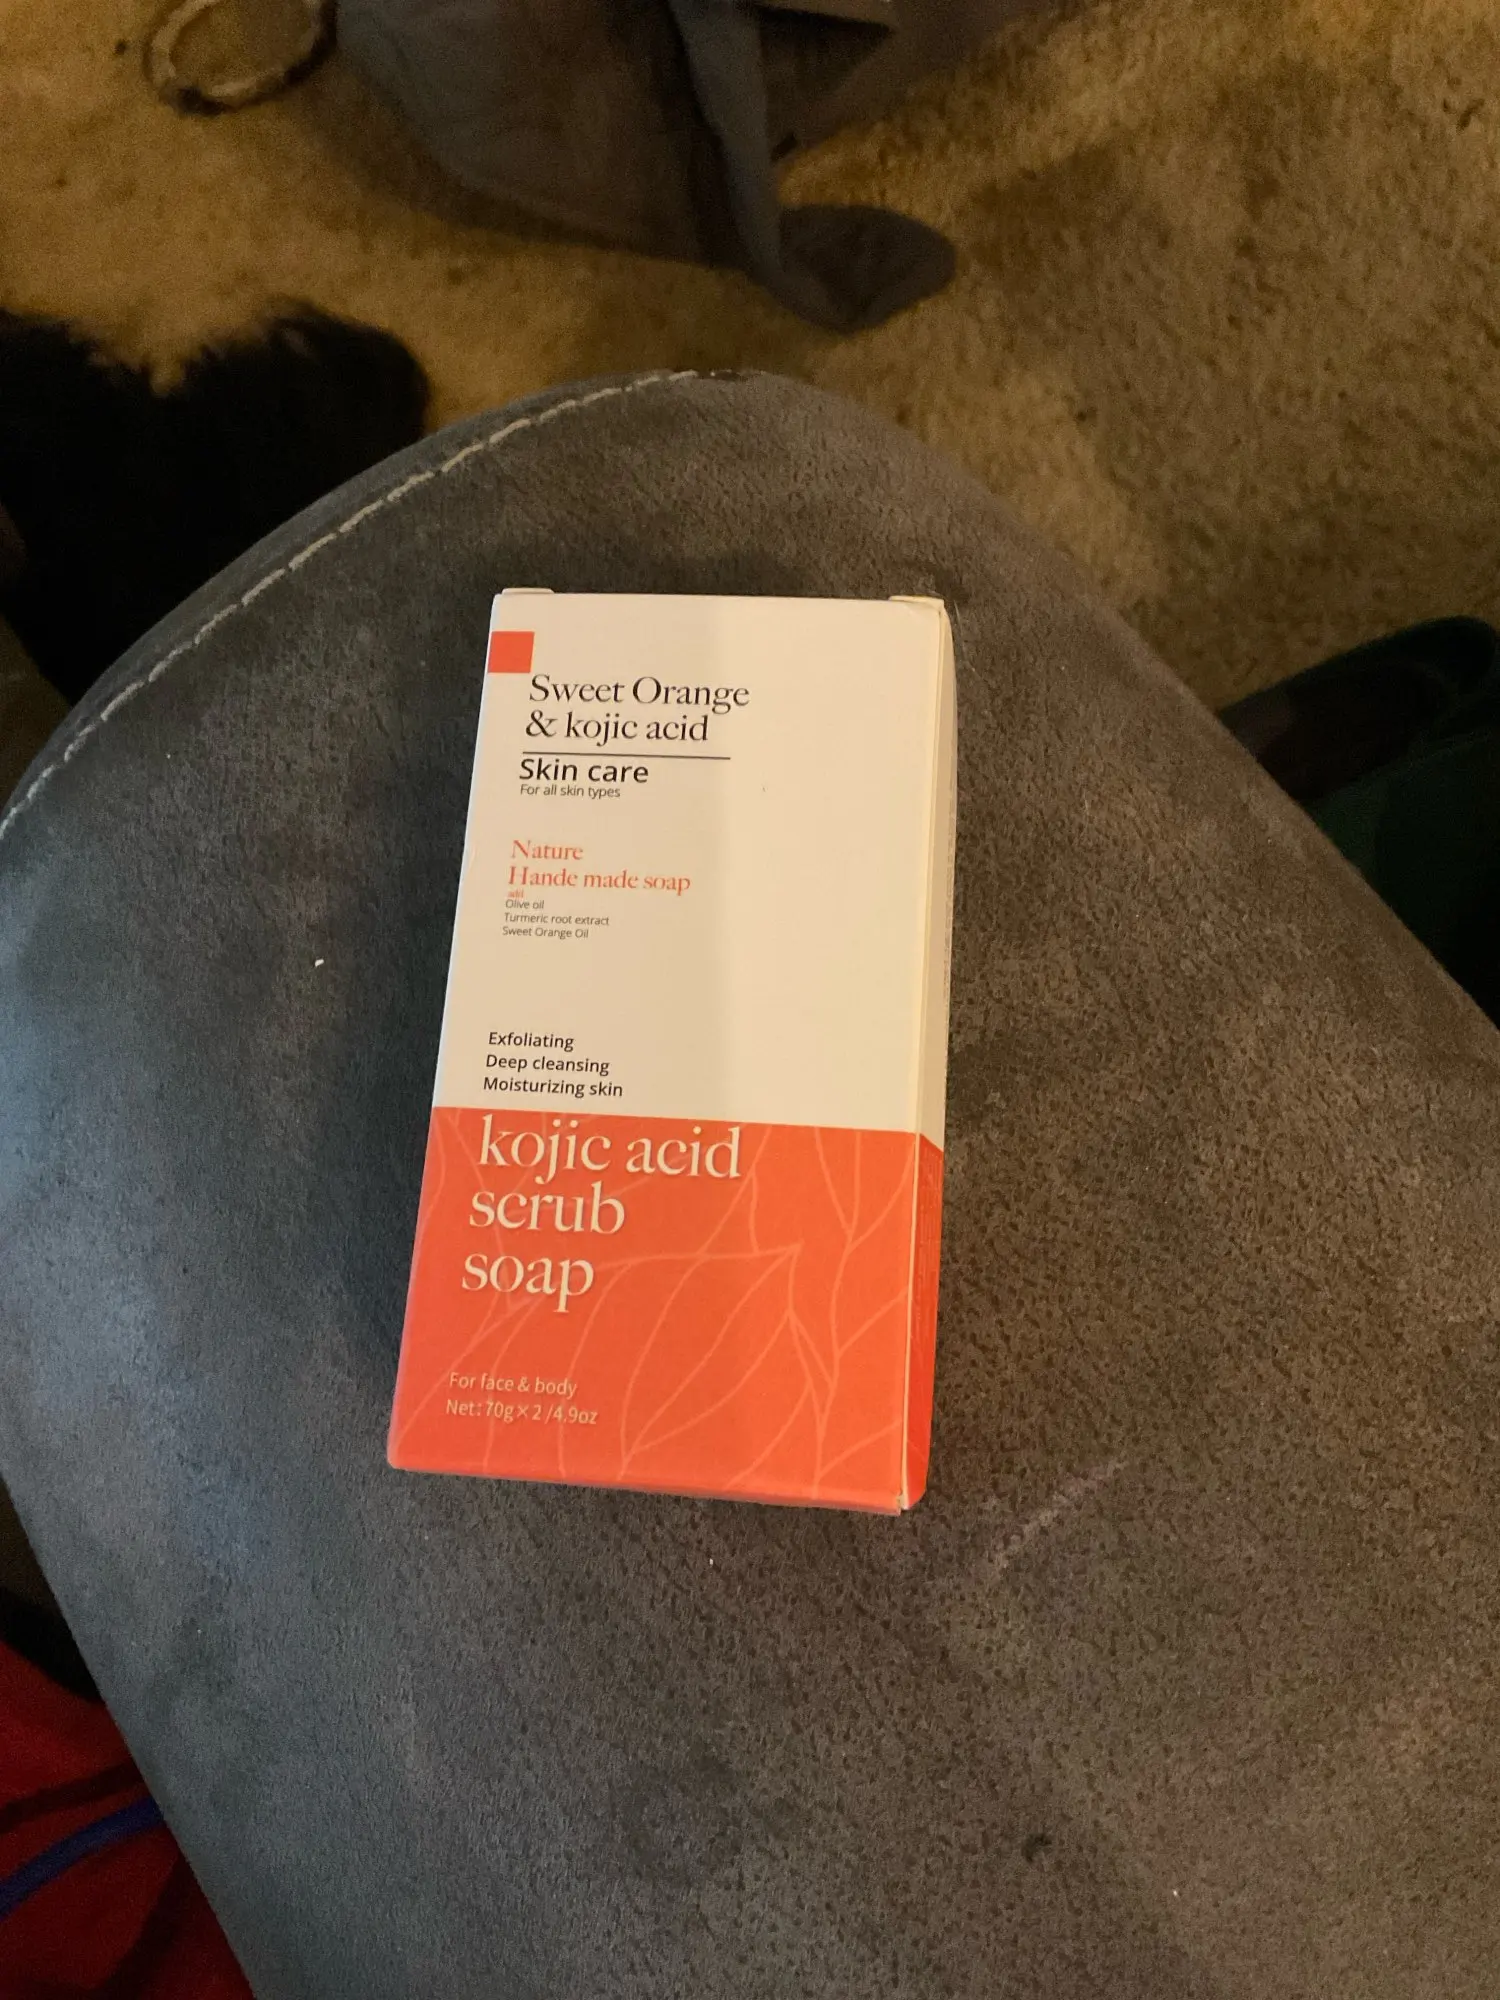 Sweet Orange
& kojic acid
Skin care
For all skin types
Nature
Hande made soap
add
Olive oil
Turmeric root extract
Sweet Orange Oil
Exfoliating
Deep cleansing
Moisturizing skin
kojic acid
scrub
soap
For face & body
Net:70g×2/4.9oz